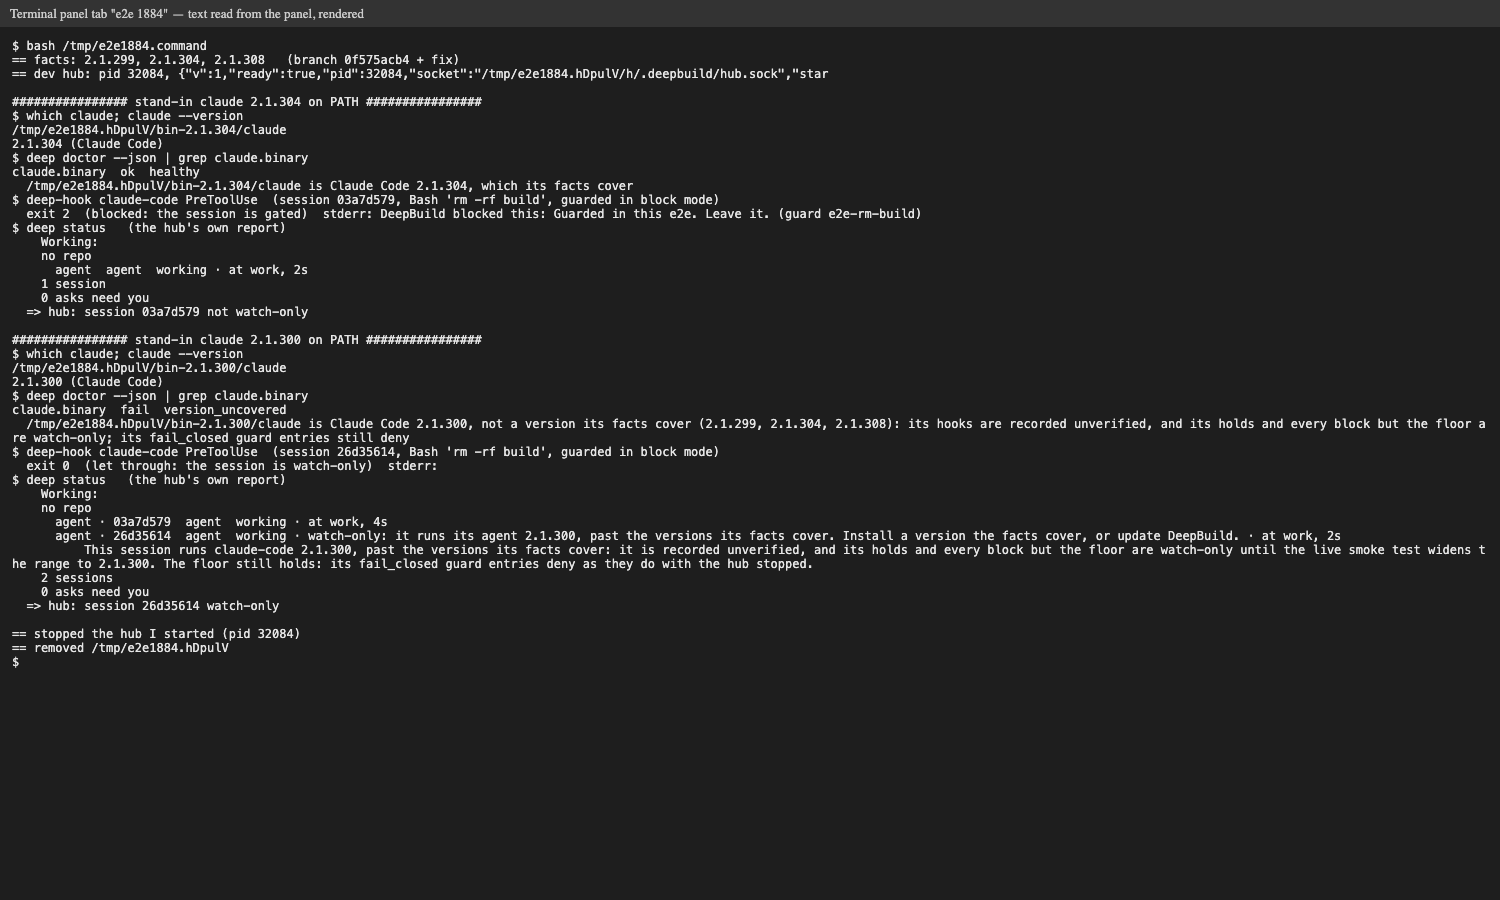 Terminal panel tab "e2e 1884" — text read from the panel, rendered
$ bash /tmp/e2e1884.command
== facts: 2.1.299, 2.1.304, 2.1.308   (branch 0f575acb4 + fix)
== dev hub: pid 32084, {"v":1,"ready":true,"pid":32084,"socket":"/tmp/e2e1884.hDpulV/h/.deepbuild/hub.sock","star
################ stand-in claude 2.1.304 on PATH ################
$ which claude; claude --version
/tmp/e2e1884.hDpulV/bin-2.1.304/claude
2.1.304 (Claude Code)
$ deep doctor --json | grep claude.binary
claude.binary  ok  healthy
  /tmp/e2e1884.hDpulV/bin-2.1.304/claude is Claude Code 2.1.304, which its facts cover
$ deep-hook claude-code PreToolUse  (session 03a7d579, Bash 'rm -rf build', guarded in block mode)
  exit 2  (blocked: the session is gated)  stderr: DeepBuild blocked this: Guarded in this e2e. Leave it. (guard e2e-rm-build)
$ deep status   (the hub's own report)
    Working:
    no repo
      agent  agent  working · at work, 2s
    1 session
    0 asks need you
  => hub: session 03a7d579 not watch-only
################ stand-in claude 2.1.300 on PATH ################
$ which claude; claude --version
/tmp/e2e1884.hDpulV/bin-2.1.300/claude
2.1.300 (Claude Code)
$ deep doctor --json | grep claude.binary
claude.binary  fail  version_uncovered
  /tmp/e2e1884.hDpulV/bin-2.1.300/claude is Claude Code 2.1.300, not a version its facts cover (2.1.299, 2.1.304, 2.1.308): its hooks are recorded unverified, and its holds and every block but the floor a
re watch-only; its fail_closed guard entries still deny
$ deep-hook claude-code PreToolUse  (session 26d35614, Bash 'rm -rf build', guarded in block mode)
  exit 0  (let through: the session is watch-only)  stderr:
$ deep status   (the hub's own report)
    Working:
    no repo
      agent · 03a7d579  agent  working · at work, 4s
      agent · 26d35614  agent  working · watch-only: it runs its agent 2.1.300, past the versions its facts cover. Install a version the facts cover, or update DeepBuild. · at work, 2s
          This session runs claude-code 2.1.300, past the versions its facts cover: it is recorded unverified, and its holds and every block but the floor are watch-only until the live smoke test widens t
he range to 2.1.300. The floor still holds: its fail_closed guard entries deny as they do with the hub stopped.
    2 sessions
    0 asks need you
  => hub: session 26d35614 watch-only
== stopped the hub I started (pid 32084)
== removed /tmp/e2e1884.hDpulV
$